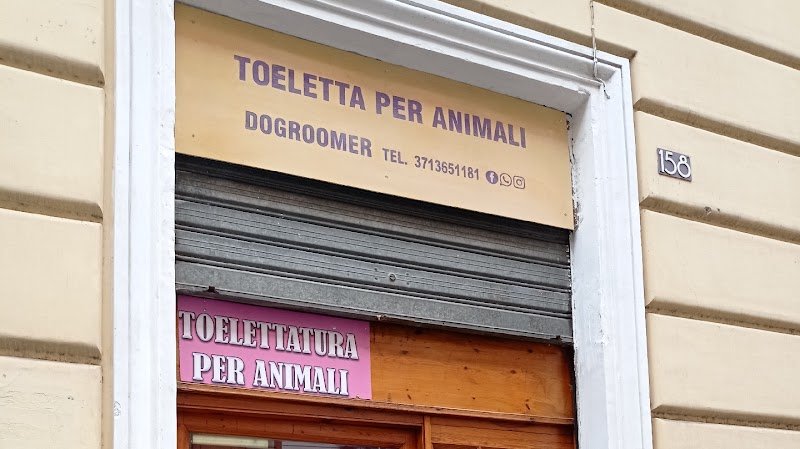 TOELETTA PER ANIMALI
DOGROOMER TEL. 3713651181
158
TOELETTATURA
PER ANIMALI